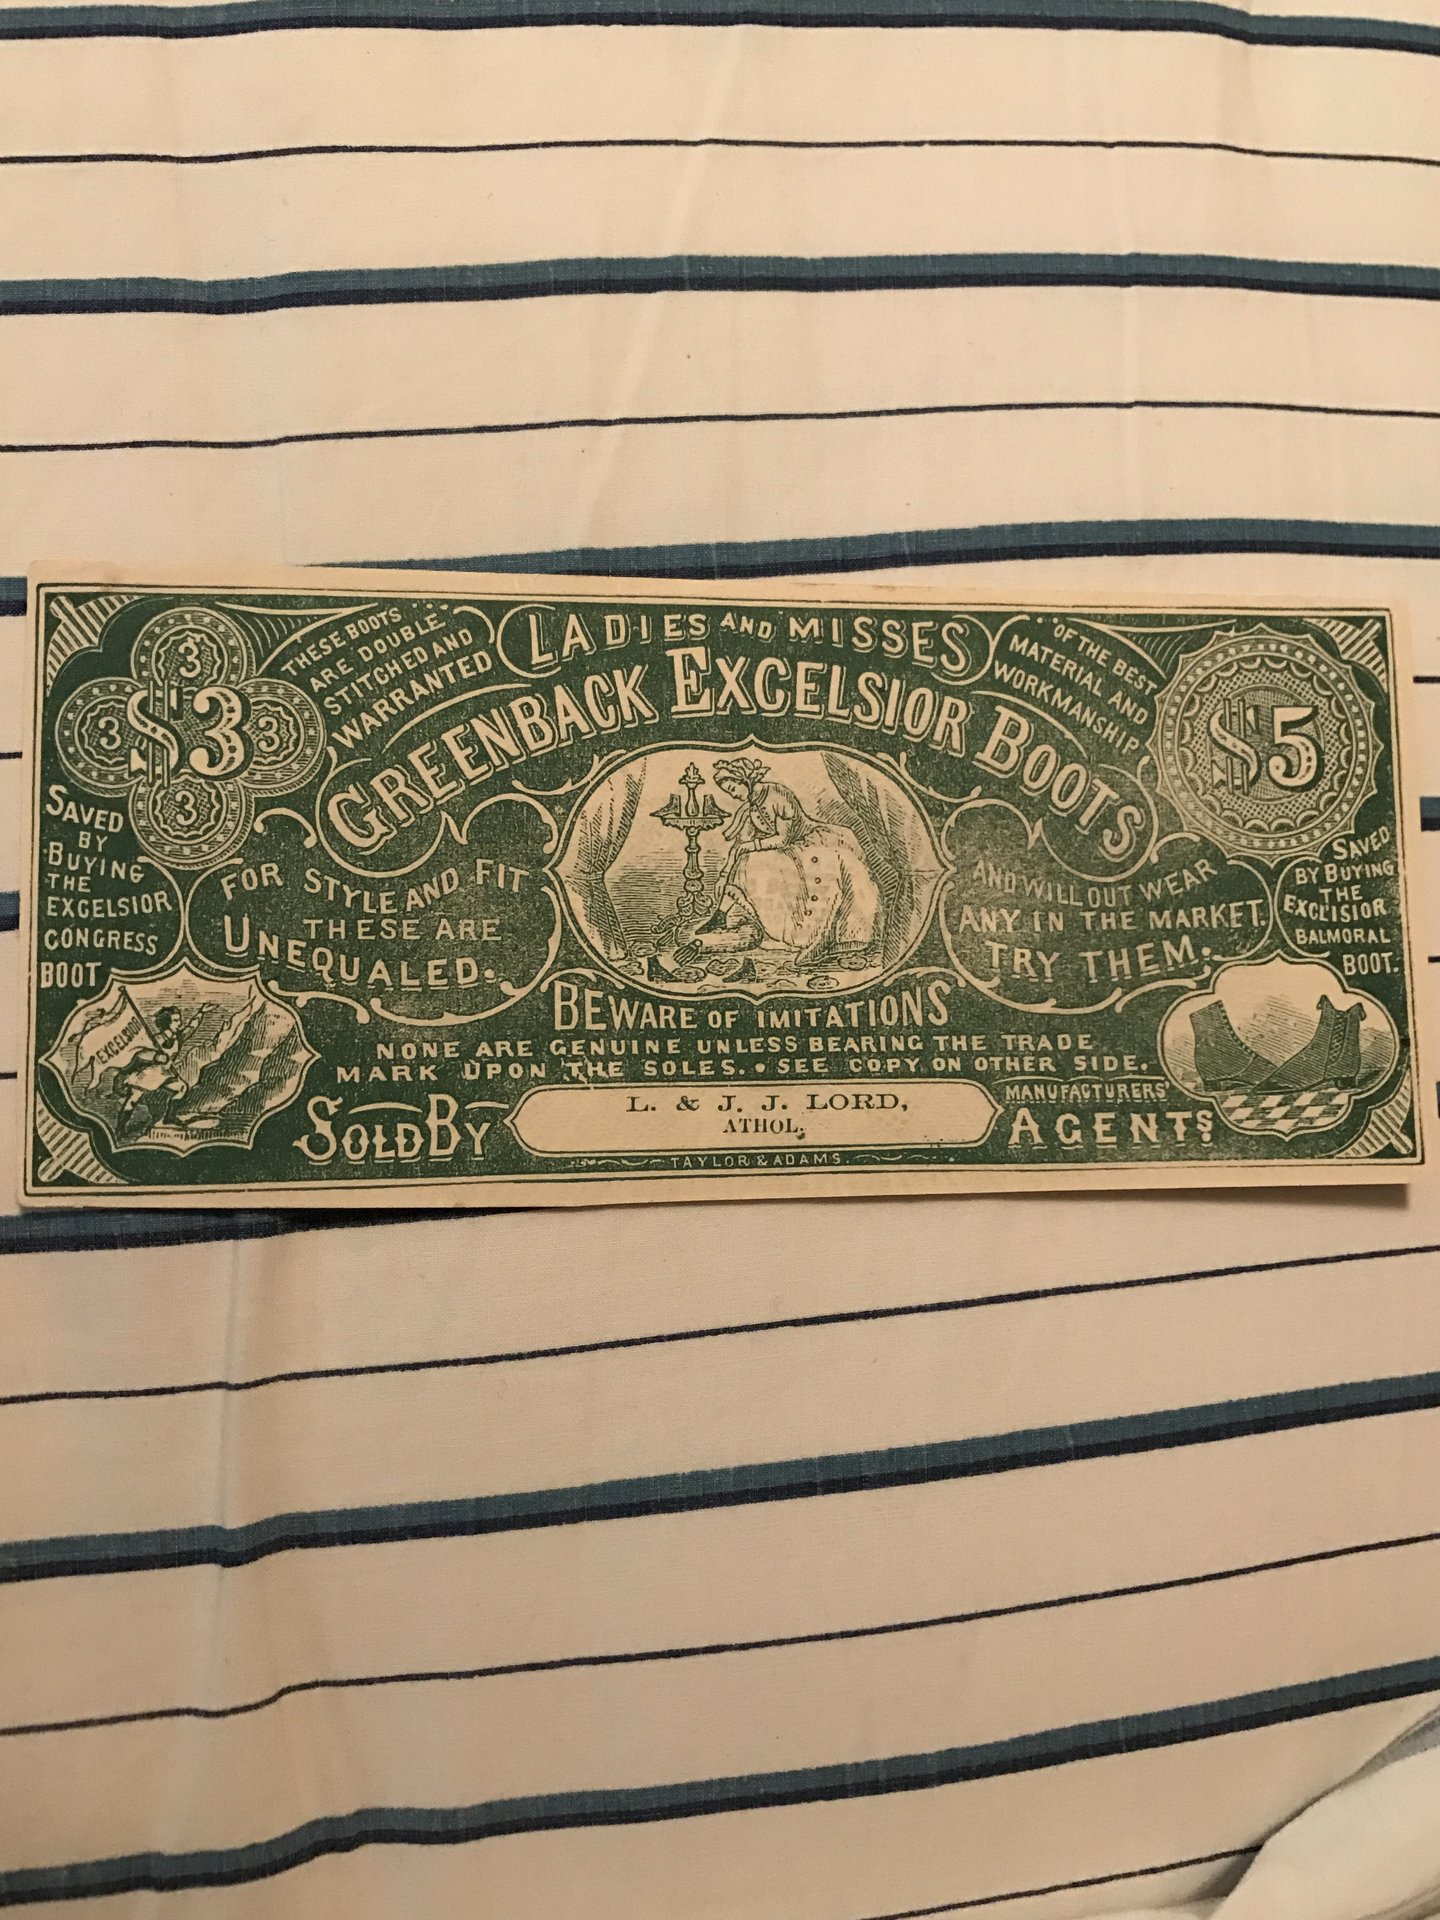 LADIES AND MISSES
GREENBACK EXCELSIOR BOOTS
$3
3
3
3
3
THESE BOOTS
ARE DOUBLE
STITCHED AND
WARRANTED
OF THE BEST
MATERIAL AND
WORKMANSHIP
$5
SAVED
BY
BUYING
THE
EXCELSIOR
CONGRESS
BOOT
FOR STYLE AND FIT
THESE ARE
UNEQUALED.
AND WILL OUT WEAR
ANY IN THE MARKET.
TRY THEM.
SAVED
BY BUYING
THE
EXCLISIOR
BALMORAL
BOOT.
EXCELSIOR
BEWARE OF IMITATIONS
NONE ARE GENUINE UNLESS BEARING THE TRADE
MARK UPON THE SOLES. • SEE COPY ON OTHER SIDE.
SOLD BY
L. & J. J. LORD,
ATHOL.
MANUFACTURERS'
AGENTS
TAYLOR & ADAMS.